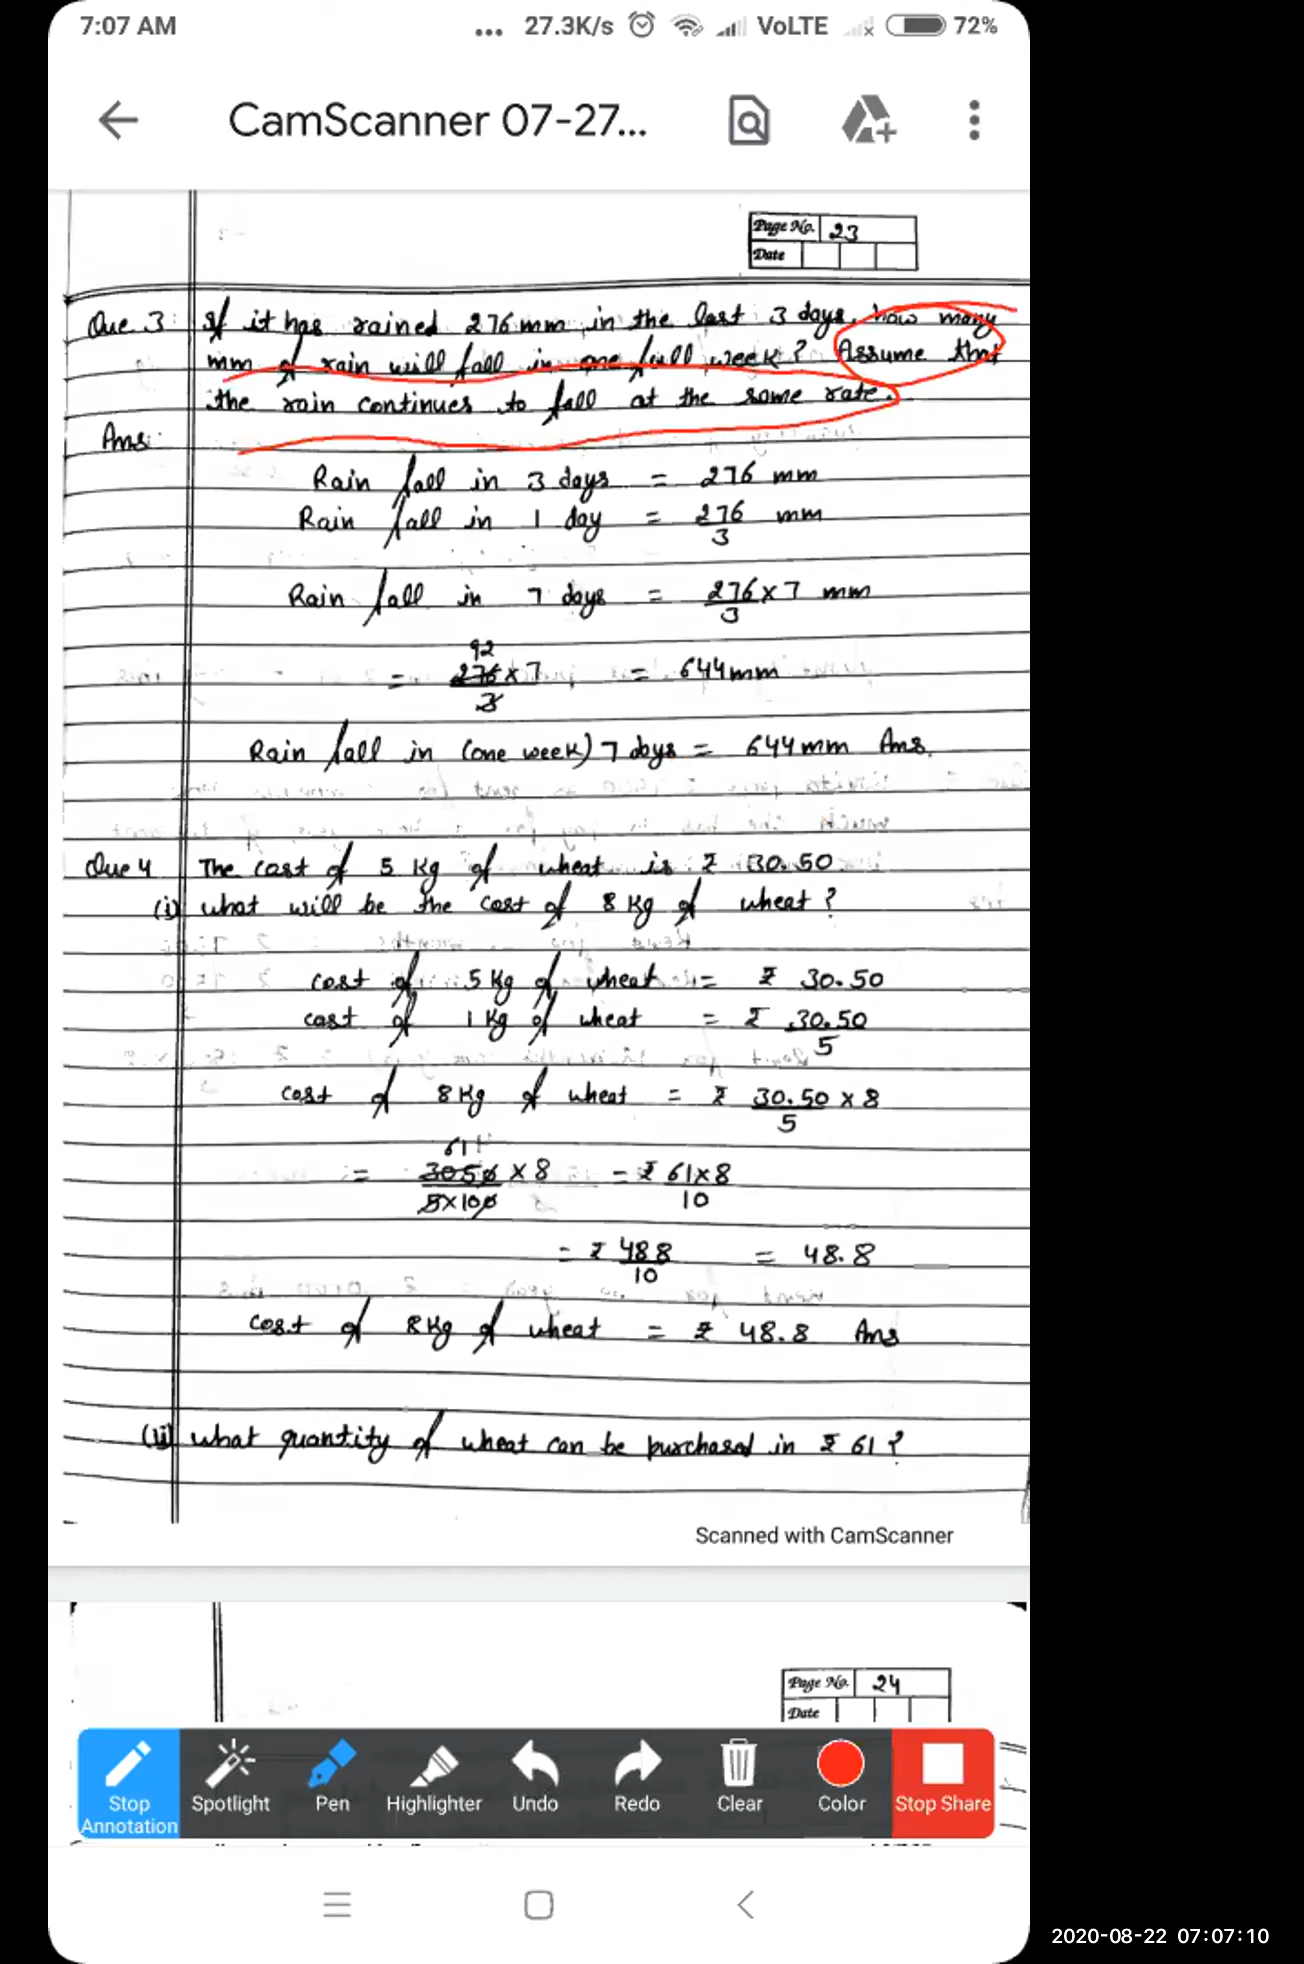 7:07 AM
... 27.3K/s VoLTE 72%
CamScanner 07-27...
Page No. 23
Date
Que 3 If it has rained 276 mm in the last 3 days, how many
mm of rain will fall in one full week? Assume that
the rain continues to fall at the same rate.
Ans:
Rain fall in 3 days = 276 mm
Rain fall in 1 day = 276/3 mm
Rain fall in 7 days = 276/3 x 7 mm
92
= 276/3 x 7 = 644mm
Rain fall in (one week) 7 days = 644mm Ans.
Que 4 The cost of 5 Kg of wheat is ₹ 30.50
(i) what will be the cost of 8 Kg of wheat?
cost of 5 Kg of wheat = ₹ 30.50
cost of 1 Kg of wheat = ₹ 30.50/5
cost of 8 Kg of wheat = ₹ 30.50/5 x 8
61
= 3050/5x100 x 8 = ₹ 61x8/10
= ₹ 488/10 = 48.8
cost of 8 Kg of wheat = ₹ 48.8 Ans
(ii) what quantity of wheat can be purchased in ₹ 61?
Scanned with CamScanner
Page No. 24
Date
Stop Annotation
Spotlight
Pen
Highlighter
Undo
Redo
Clear
Color
Stop Share
2020-08-22 07:07:10